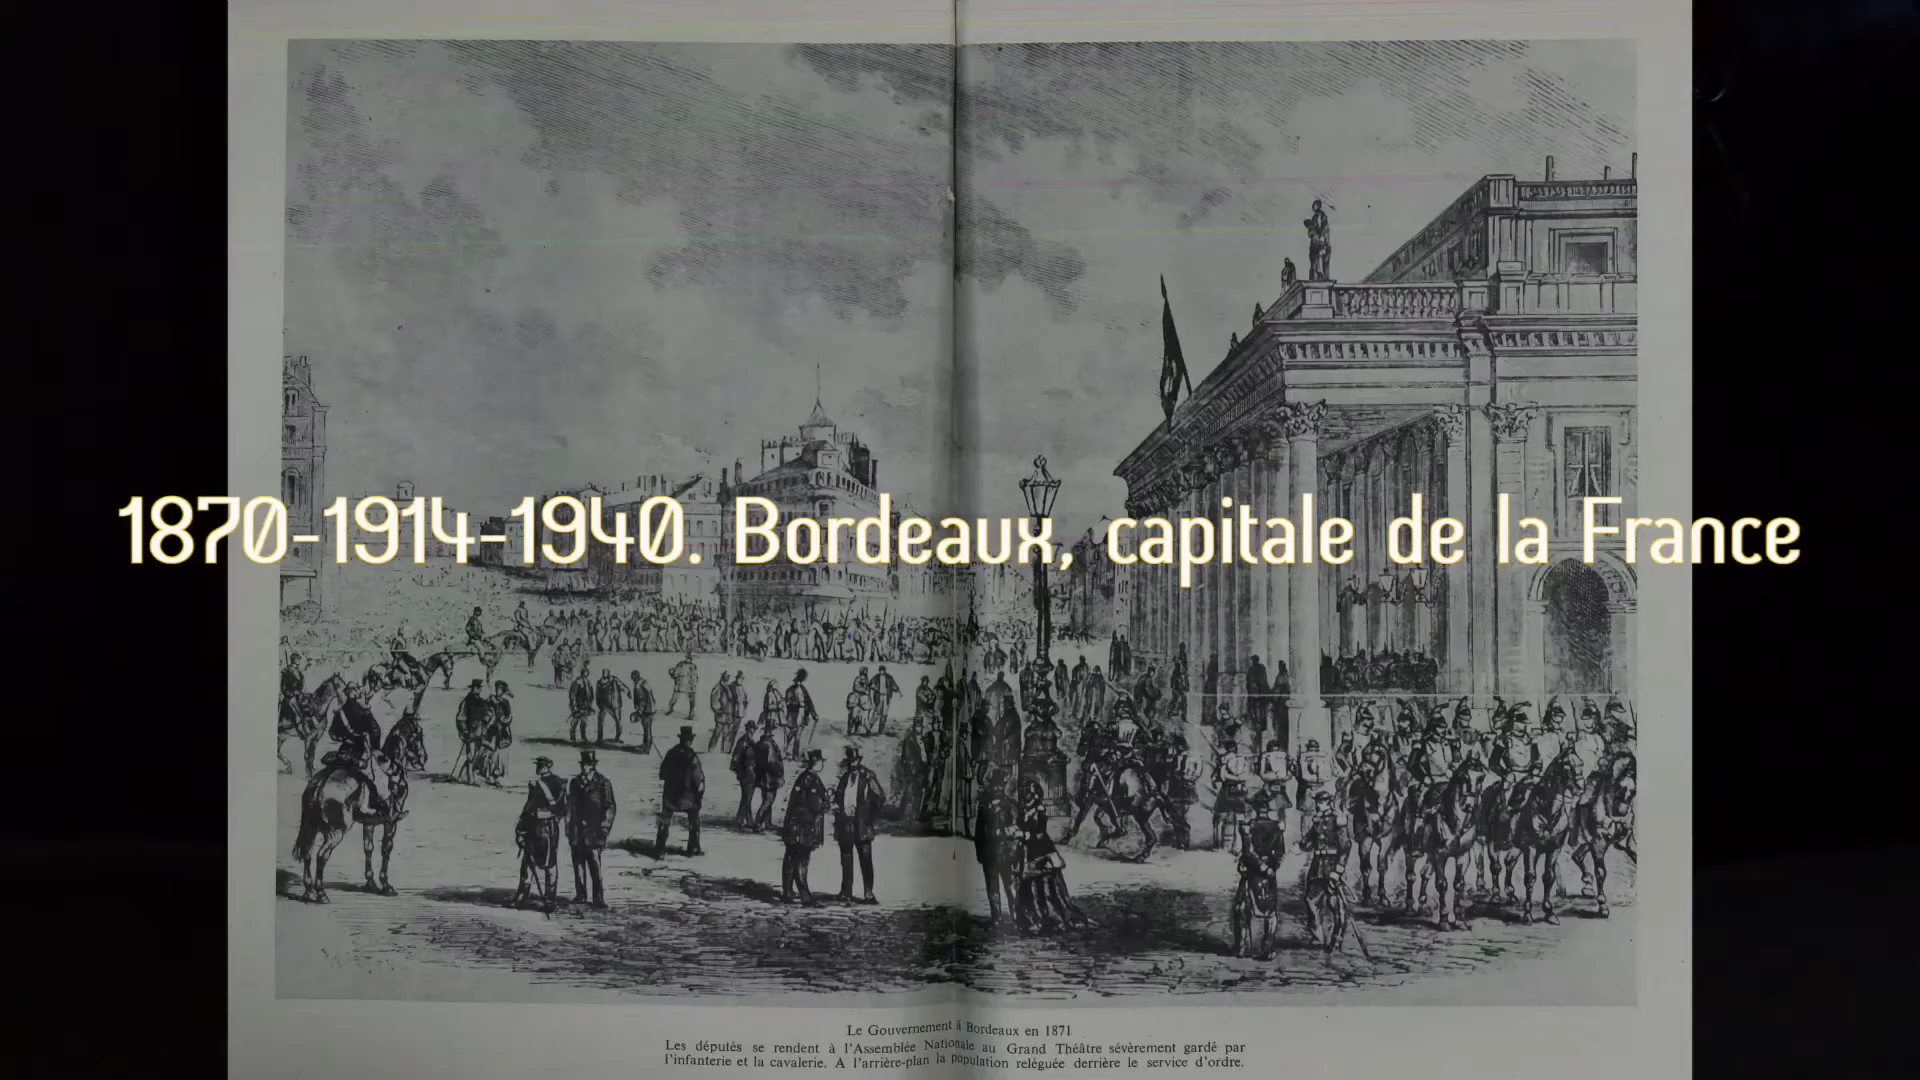 1870-1914-1940. Bordeaux, capitale de la France
Le Gouvernement à Bordeaux en 1871
Les députés se rendent à l'Assemblée Nationale au Grand Théâtre sévèrement gardé par
l'infanterie et la cavalerie. A l'arrière-plan la population reléguée derrière le service d'ordre.